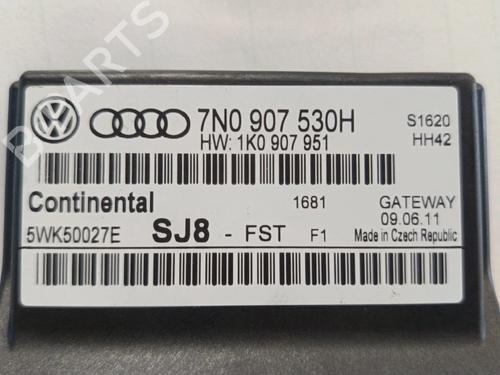 7N0 907 530H
S1620
HW: 1K0 907 951
HH42
Continental
1681
GATEWAY
09.06.11
5WK50027E
SJ8 - FST F1
Made in Czech Republic
B-PARTS